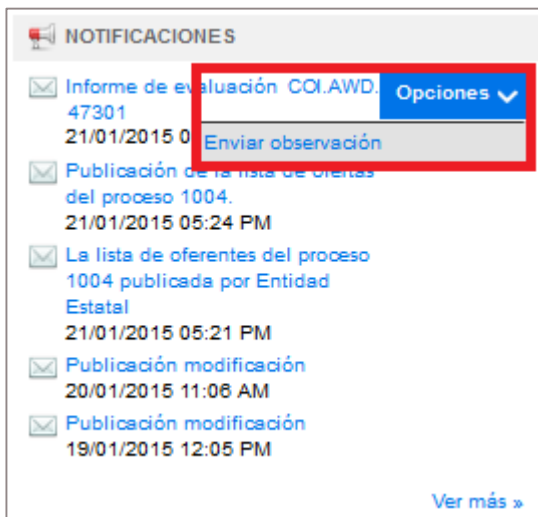 NOTIFICACIONES
Informe de evaluación COI.AWD. Opciones
47301
21/01/2015 0
Enviar observación
Publicación de la lista de ofertas
del proceso 1004.
21/01/2015 05:24 PM
La lista de oferentes del proceso
1004 publicada por Entidad
Estatal
21/01/2015 05:21 PM
Publicación modificación
20/01/2015 11:06 AM
Publicación modificación
19/01/2015 12:05 PM
Ver más »